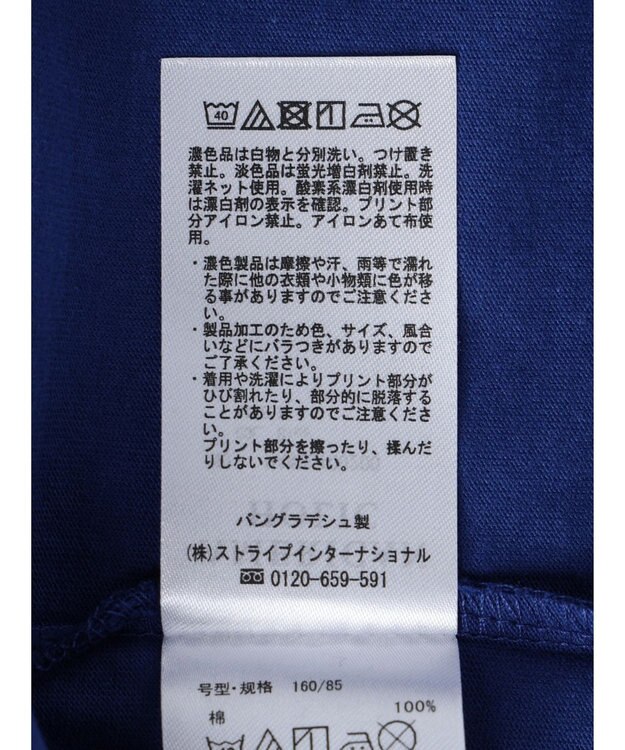 40
濃色品は白物と分別洗い。つけ置き
禁止。淡色品は蛍光増白剤禁止。洗
濯ネット使用。酸素系漂白剤使用時
は漂白剤の表示を確認。プリント部
分アイロン禁止。アイロンあて布使
用。
・濃色製品は摩擦や汗、雨等で濡れ
た際に他の衣類や小物類に色が移
る事がありますのでご注意くださ
い。
・製品加工のため色、サイズ、風合
いなどにバラつきがありますので
ご了承ください。
・着用や洗濯によりプリント部分が
ひび割れたり、部分的に脱落する
ことがありますのでご注意くださ
い。
プリント部分を擦ったり、揉んだ
りしないでください。
バングラデシュ製
(株)ストライプインターナショナル
0120-659-591
号型・规格 160/85
棉 100%
40